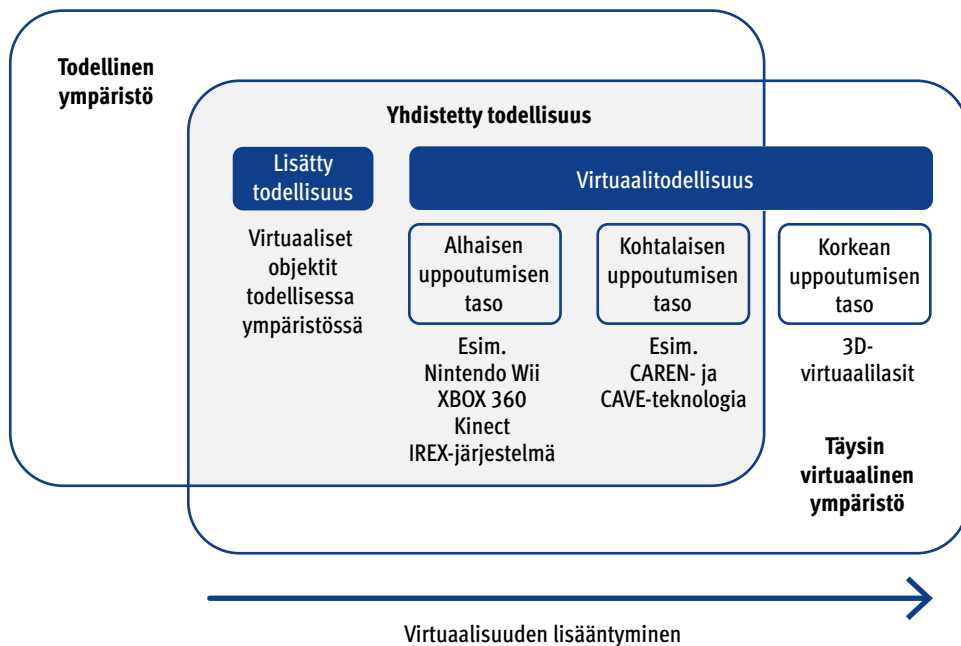 Todellinen
ympäristö
Yhdistetty todellisuus
Lisätty
todellisuus
Virtuaaliset
objektit
todellisessa
ympäristössä
Virtuaalitodellisuus
Alhaisen
uppoutumisen
taso
Esim.
Nintendo Wii
XBOX 360
Kinect
IREX-järjestelmä
Kohtalaisen
uppoutumisen
taso
Esim.
CAREN- ja
CAVE-teknologia
Korkean
uppoutumisen
taso
3D-
virtuaalilasit
Täysin
virtuaalinen
ympäristö
Virtuaalisuuden lisääntyminen